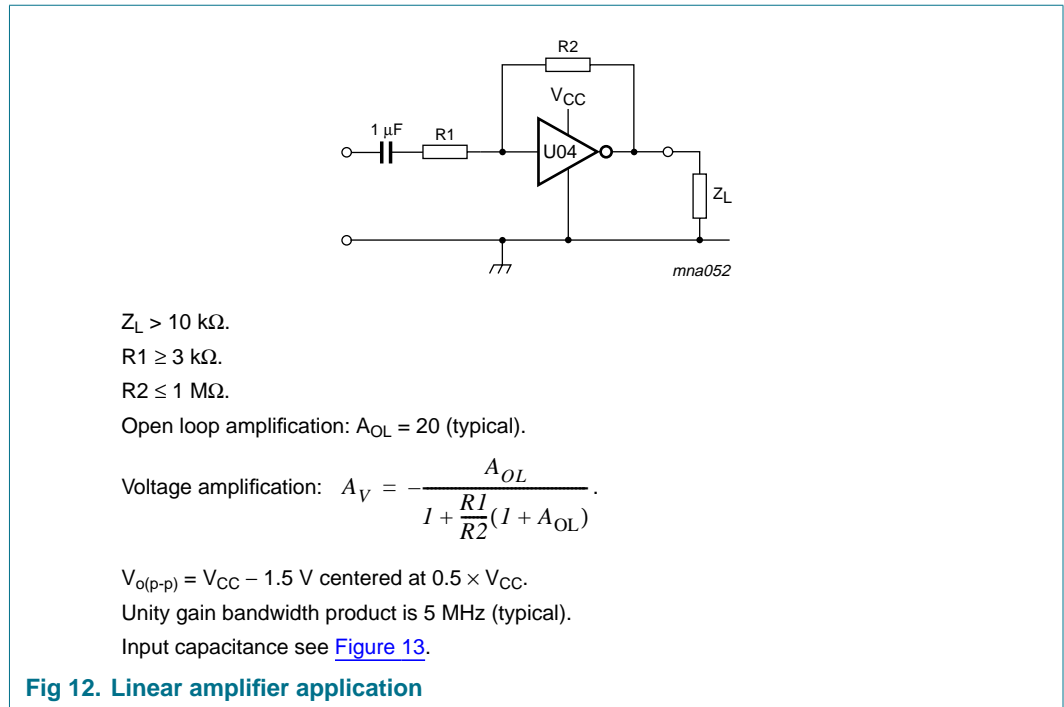 R2
V_CC
1 μF
R1
U04
Z_L
mna052
Z_L > 10 kΩ.
R1 ≥ 3 kΩ.
R2 ≤ 1 MΩ.
Open loop amplification: A_OL = 20 (typical).
Voltage amplification: A_V = − A_OL / (1 + R1/R2 (1 + A_OL)).
V_o(p-p) = V_CC − 1.5 V centered at 0.5 × V_CC.
Unity gain bandwidth product is 5 MHz (typical).
Input capacitance see Figure 13.
Fig 12. Linear amplifier application